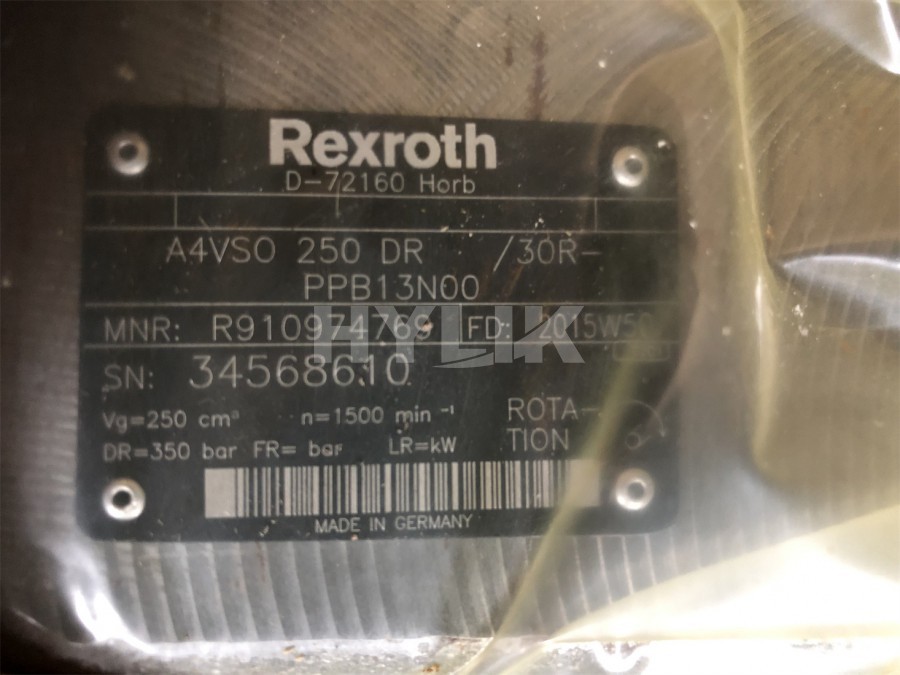 Rexroth
D-72160 Horb
A4VSO 250 DR /30R-
PPB13N00
MNR: R910974769 FD:
SN: 34568610
Vg=250 cm³ n=1500 min ⁻¹ ROTA-
DR=350 bar FR= bar LR=kW TION
MADE IN GERMANY
HYLIK